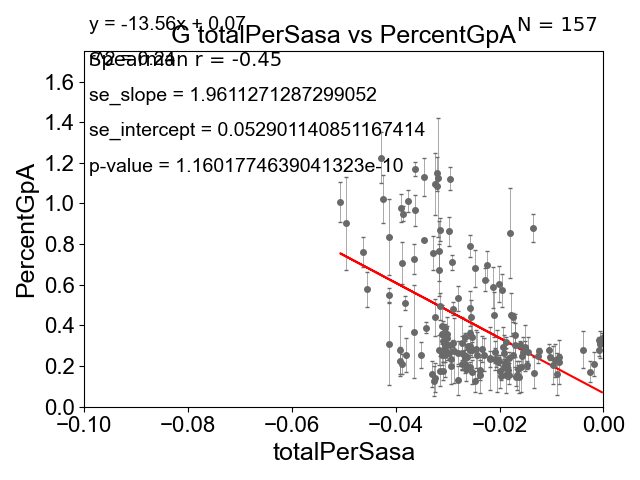 y = -13.56x + 0.07
N = 157
G totalPerSasa vs PercentGpA
Spearman r = -0.45
se_slope = 1.9611271287299052
se_intercept = 0.052901140851167414
p-value = 1.1601774639041323e-10
PercentGpA
1.6
1.4
1.2
1.0
0.8
0.6
0.4
0.2
0.0
−0.10 −0.08 −0.06 −0.04 −0.02 0.00
totalPerSasa